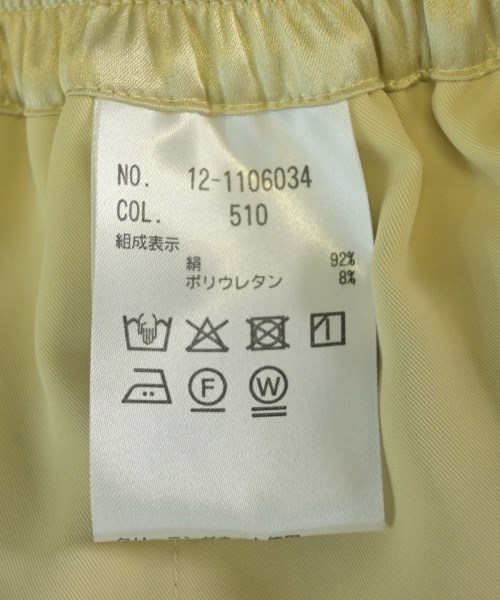 NO. 12-1106034
COL. 510
組成表示
絹 92%
ポリウレタン 8%
F W